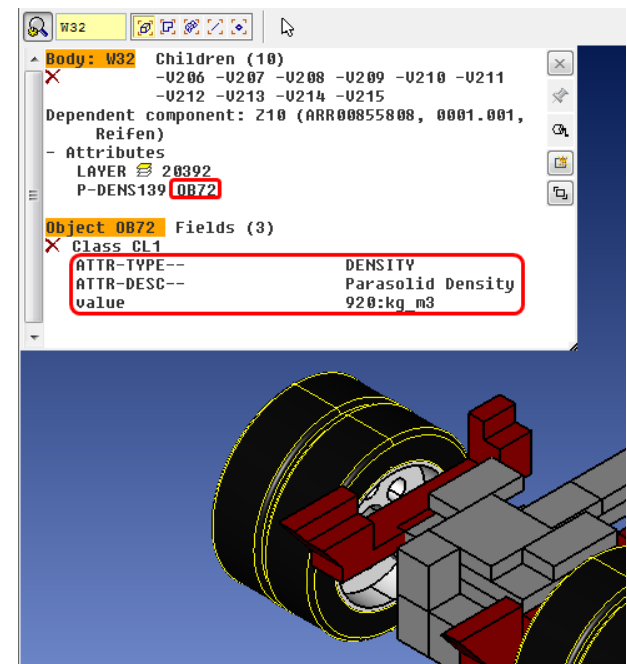 W32
Body: W32 Children (10)
-V206 -V207 -V208 -V209 -V210 -V211
-V212 -V213 -V214 -V215
Dependent component: Z10 (ARR00855808, 0001.001,
Reifen)
- Attributes
LAYER 20392
P-DENS139 OB72
Object OB72 Fields (3)
Class CL1
ATTR-TYPE-- DENSITY
ATTR-DESC-- Parasolid Density
value 920:kg_m3